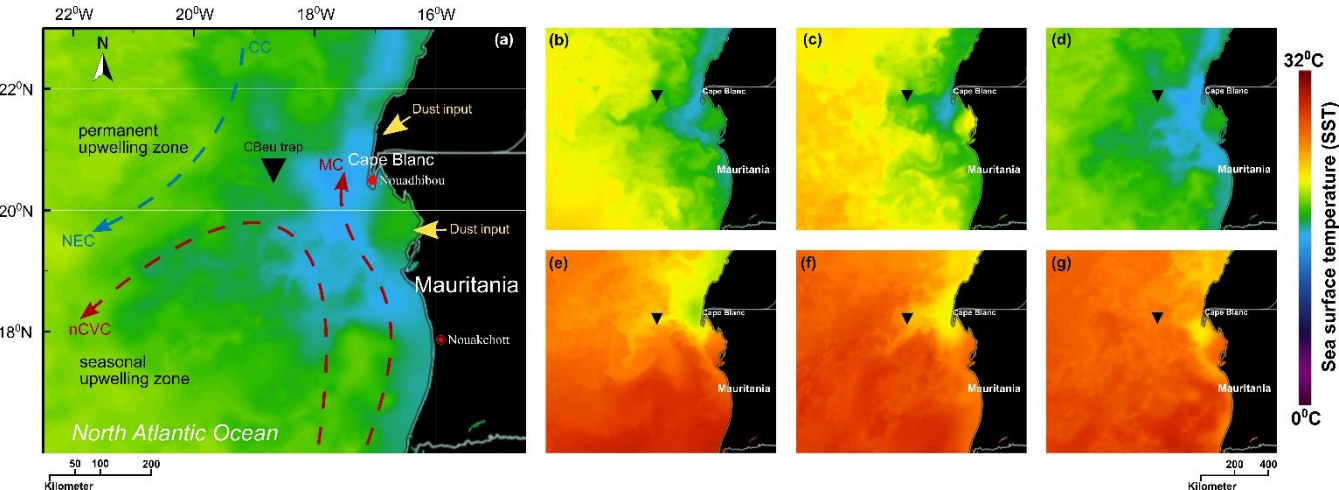 22⁰W
20⁰W
18⁰W
16⁰W
(a)
N
CC
22⁰N
permanent
upwelling zone
Dust input
CBeu trap
MC
Cape Blanc
Nouadhibou
20⁰N
NEC
Dust input
Mauritania
nCVC
18⁰N
Nouakchott
seasonal
upwelling zone
North Atlantic Ocean
50 100 200
Kilometer
(b)
Cape Blanc
Mauritania
(c)
Cape Blanc
Mauritania
(d)
Cape Blanc
Mauritania
(e)
Cape Blanc
Mauritania
(f)
Cape Blanc
Mauritania
(g)
Cape Blanc
Mauritania
32⁰C
Sea surface temperature (SST)
0⁰C
200 400
Kilometer